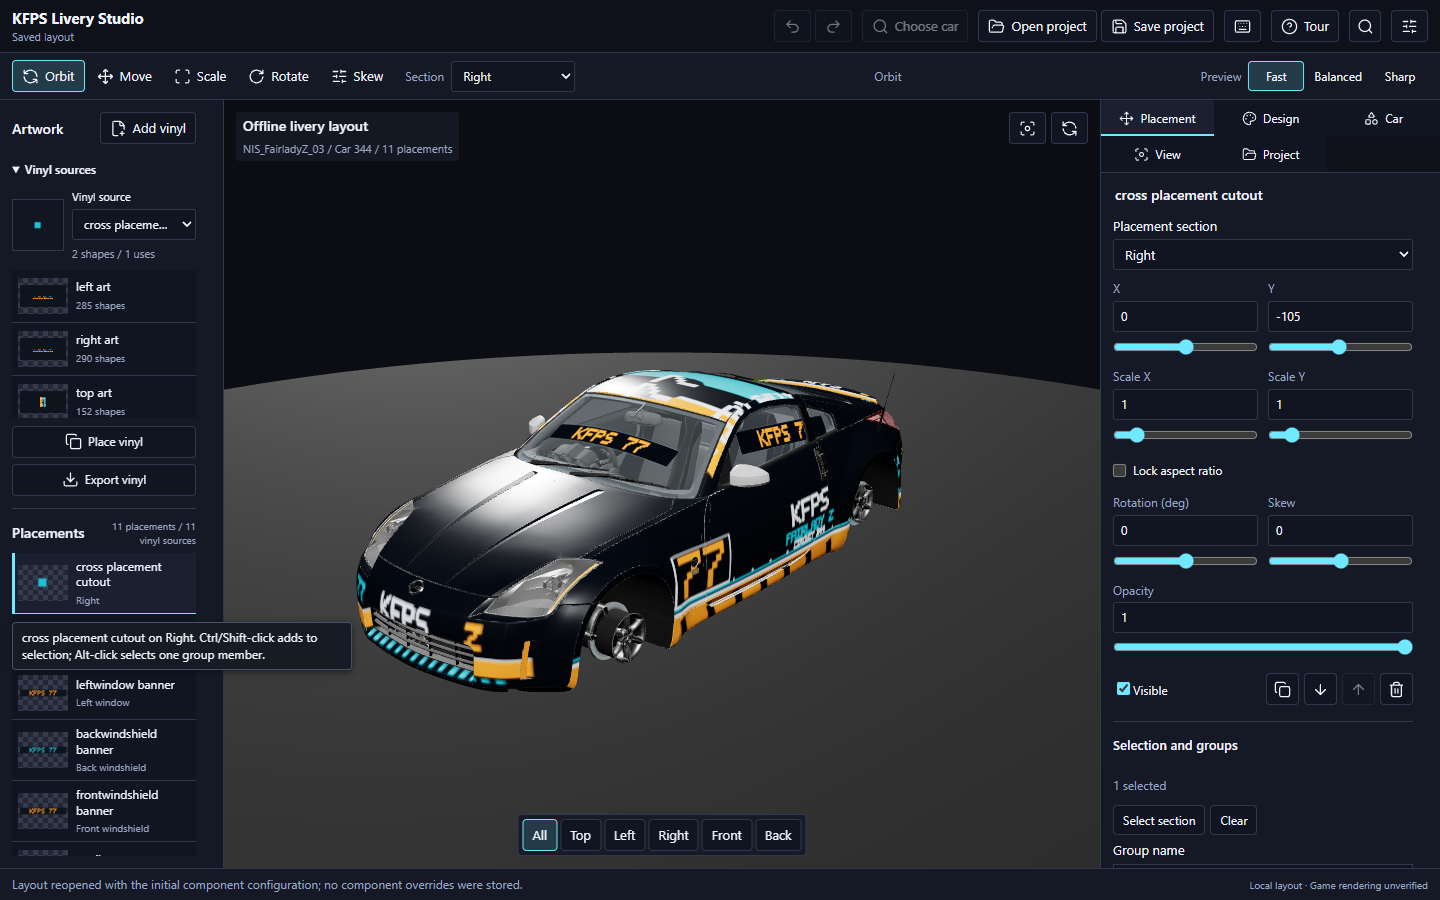 KFPS Livery Studio
Saved layout
Choose car
Open project
Save project
Tour
Orbit
Move
Scale
Rotate
Skew
Section
Right
Orbit
Preview
Fast
Balanced
Sharp
Artwork
Add vinyl
Vinyl sources
Vinyl source
cross placeme...
2 shapes / 1 uses
left art
285 shapes
right art
290 shapes
top art
152 shapes
Place vinyl
Export vinyl
Placements
11 placements / 11
vinyl sources
cross placement
cutout
Right
cross placement cutout on Right. Ctrl/Shift-click adds to
selection; Alt-click selects one group member.
leftwindow banner
Left window
backwindshield
banner
Back windshield
frontwindshield
banner
Front windshield
Offline livery layout
NIS_FairladyZ_03 / Car 344 / 11 placements
KFPS 77
KFPS 7
KFPS
FAIRLADY Z
77
KFPS
Z
All
Top
Left
Right
Front
Back
Placement
Design
Car
View
Project
cross placement cutout
Placement section
Right
X
Y
0
-105
Scale X
Scale Y
1
1
Lock aspect ratio
Rotation (deg)
Skew
0
0
Opacity
1
Visible
Selection and groups
1 selected
Select section
Clear
Group name
Layout reopened with the initial component configuration; no component overrides were stored.
Local layout · Game rendering unverified